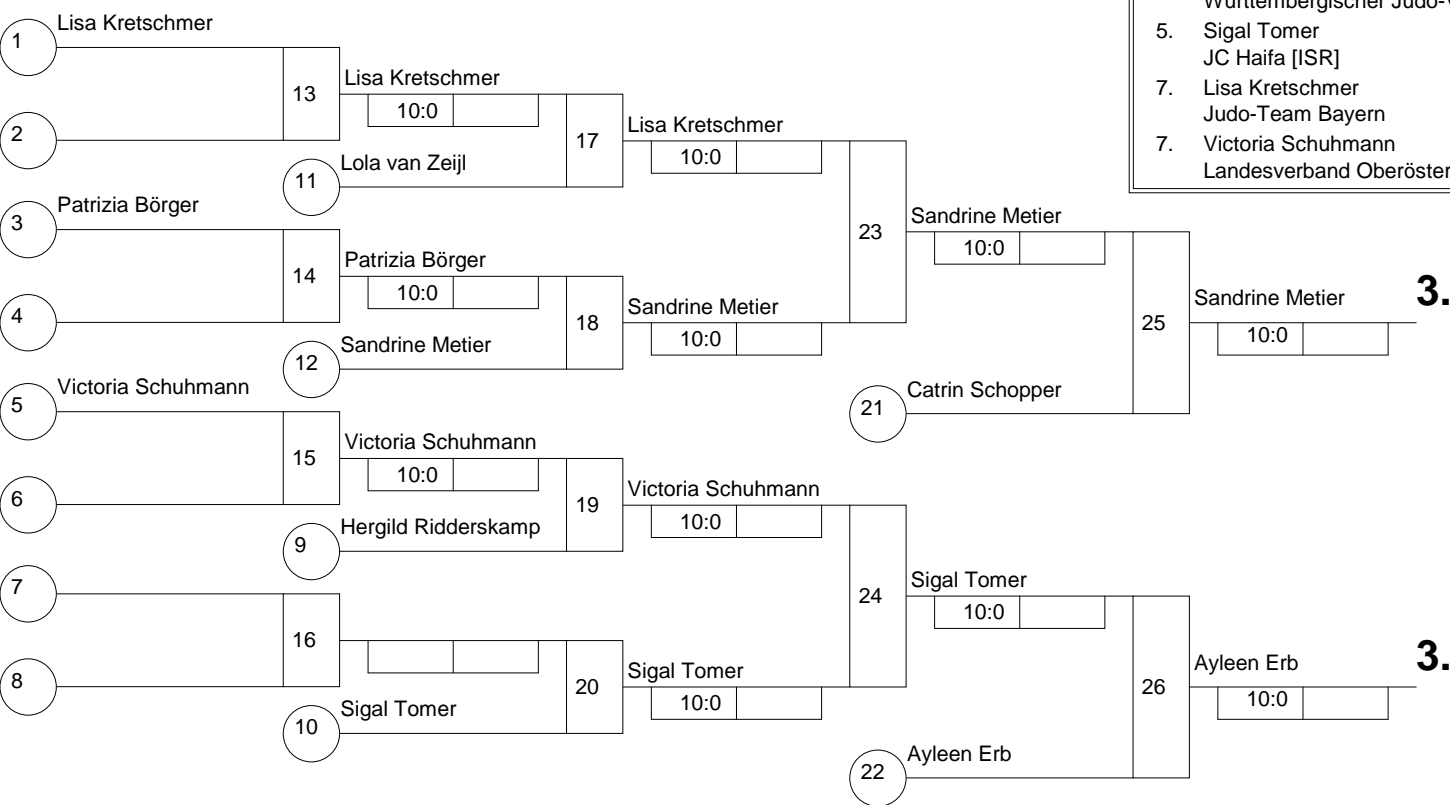 Württembergischer Judo-V
5. Sigal Tomer
JC Haifa [ISR]
7. Lisa Kretschmer
Judo-Team Bayern
7. Victoria Schuhmann
Landesverband Oberöster
1 Lisa Kretschmer
13
Lisa Kretschmer
10:0
2
17
Lisa Kretschmer
10:0
11 Lola van Zeijl
3 Patrizia Börger
23
Sandrine Metier
10:0
14
Patrizia Börger
10:0
4
18
Sandrine Metier
10:0
12 Sandrine Metier
25
Sandrine Metier 3.
10:0
5 Victoria Schuhmann
21 Catrin Schopper
15
Victoria Schuhmann
10:0
6
19
Victoria Schuhmann
10:0
9 Hergild Ridderskamp
7
24
Sigal Tomer
10:0
16
8
20
Sigal Tomer
10:0
10 Sigal Tomer
26
Ayleen Erb 3.
10:0
22 Ayleen Erb